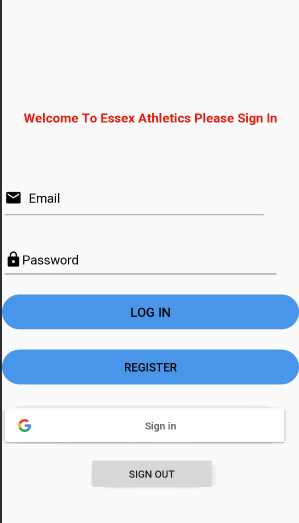 Welcome To Essex Athletics Please Sign In
Email
Password
LOG IN
REGISTER
Sign in
SIGN OUT